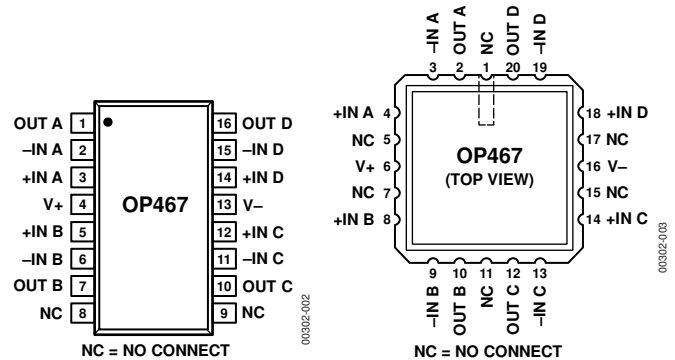 OUT A 1 16 OUT D
–IN A 2 15 –IN D
+IN A 3 14 +IN D
V+ 4 OP467 13 V–
+IN B 5 12 +IN C
–IN B 6 11 –IN C
OUT B 7 10 OUT C
NC 8 9 NC
00302-002
NC = NO CONNECT
–IN A OUT A NC OUT D –IN D
3 2 1 20 19
+IN A 4 18 +IN D
NC 5 17 NC
V+ 6 OP467 16 V–
(TOP VIEW)
NC 7 15 NC
+IN B 8 14 +IN C
9 10 11 12 13
–IN B OUT B NC OUT C –IN C
00302-003
NC = NO CONNECT